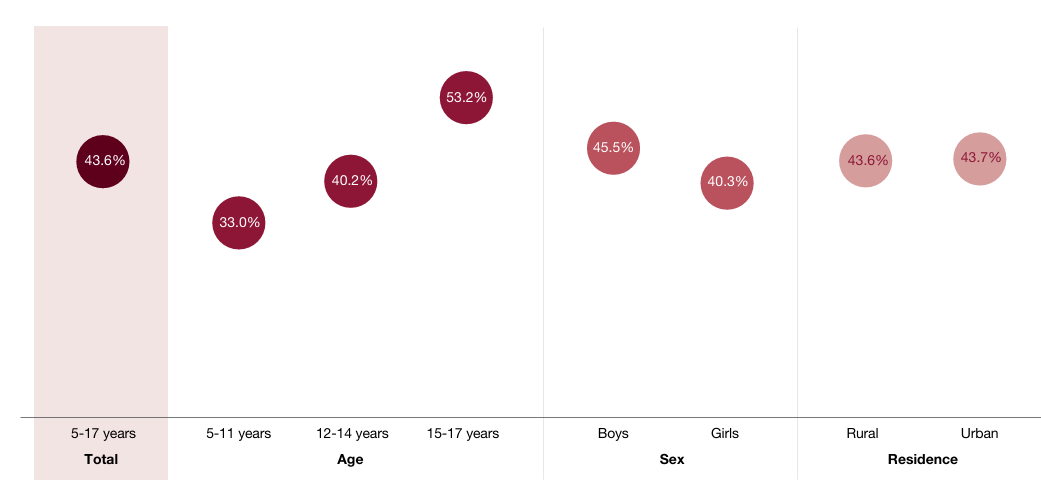 53.2%
45.5%
43.6%
43.6%
43.7%
40.2%
40.3%
33.0%
5-17 years
5-11 years
12-14 years
15-17 years
Boys
Girls
Rural
Urban
Total
Age
Sex
Residence